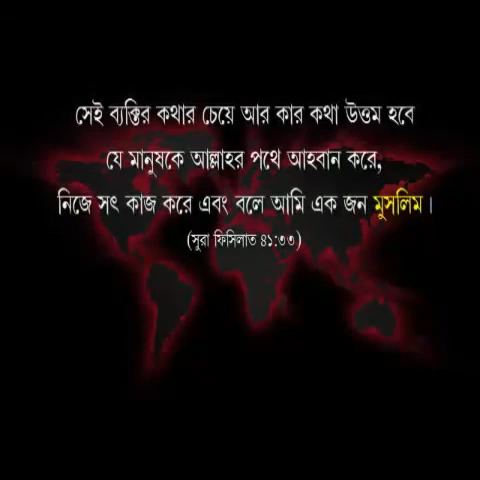 সেই ব্যক্তির কথার চেয়ে আর কার কথা উত্তম হবে
যে মানুষকে আল্লাহর পথে আহবান করে,
নিজে সৎ কাজ করে এবং বলে আমি এক জন মুসলিম।
(সুরা ফিসিলাত ৪১:৩৩)